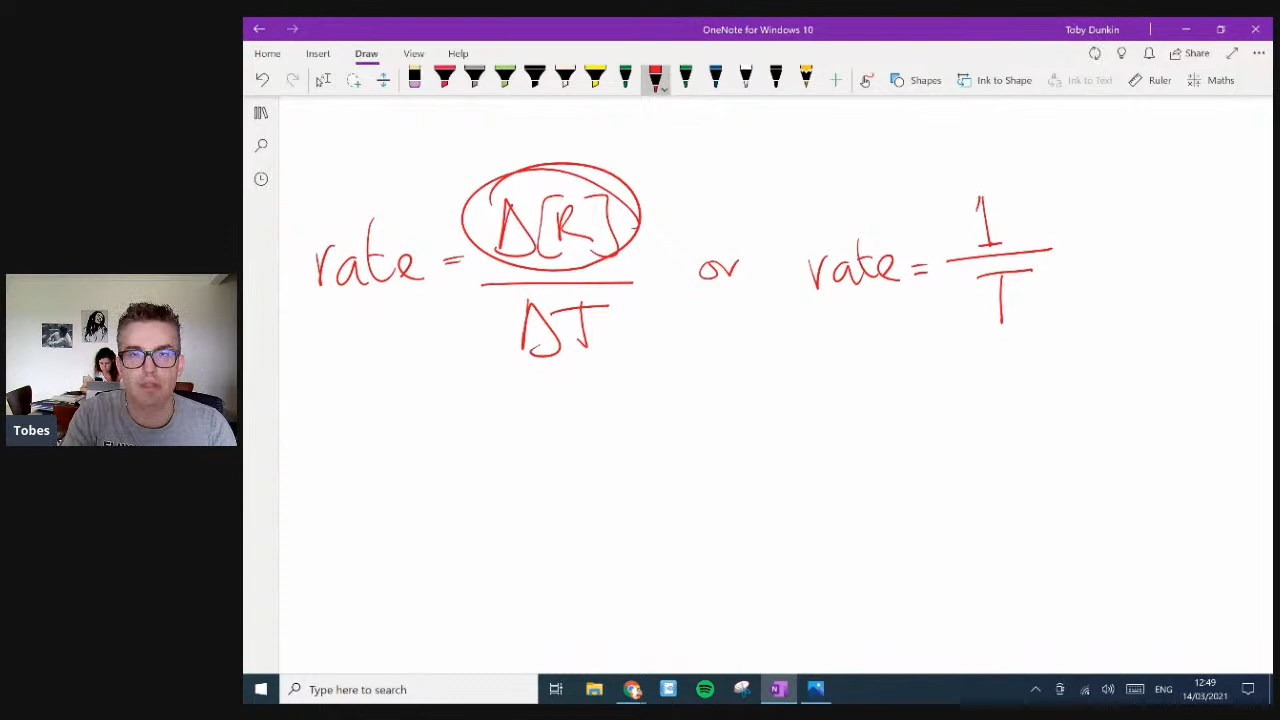 OneNote for Windows 10
Toby Dunkin
Home Insert Draw View Help
Share
Shapes Ink to Shape Ink to Text Ruler Maths
rate = Δ[R] / ΔT or rate = 1 / T
Tobes
Type here to search
ENG
12:49
14/03/2021